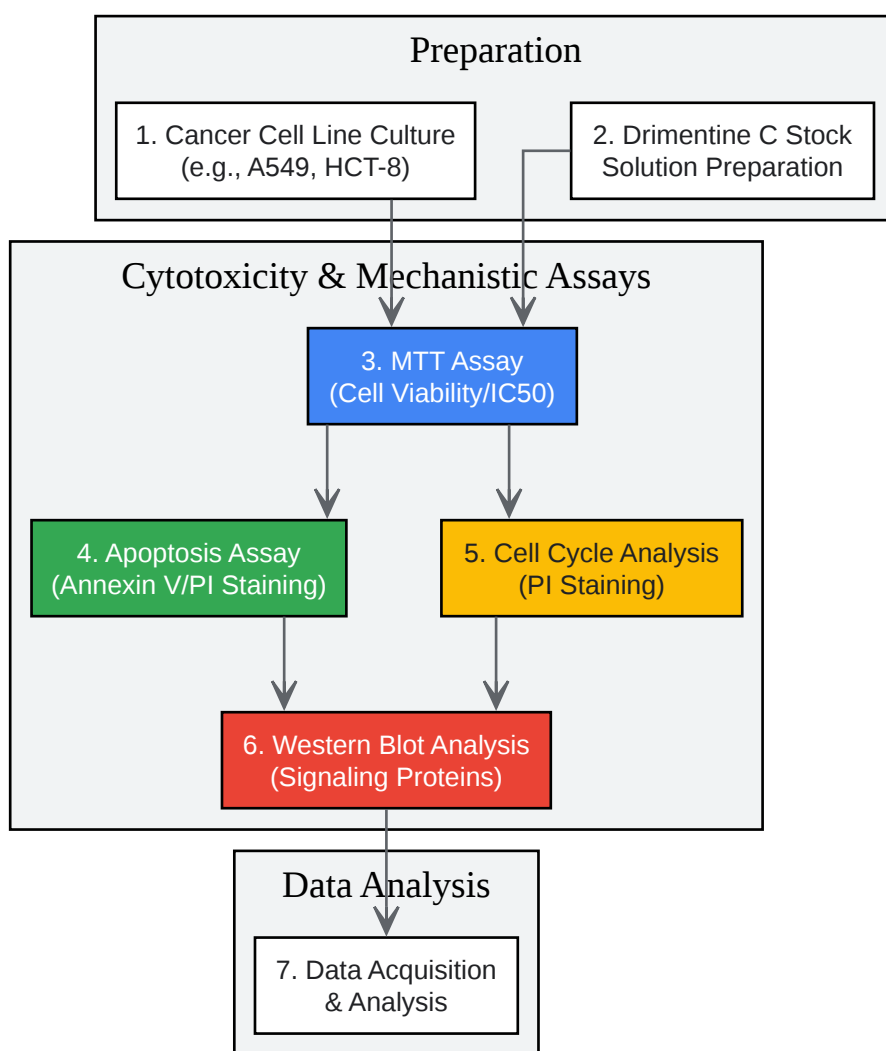 Preparation
1. Cancer Cell Line Culture
(e.g., A549, HCT-8)
2. Drimentine C Stock
Solution Preparation
Cytotoxicity & Mechanistic Assays
3. MTT Assay
(Cell Viability/IC50)
4. Apoptosis Assay
(Annexin V/PI Staining)
5. Cell Cycle Analysis
(PI Staining)
6. Western Blot Analysis
(Signaling Proteins)
Data Analysis
7. Data Acquisition
& Analysis